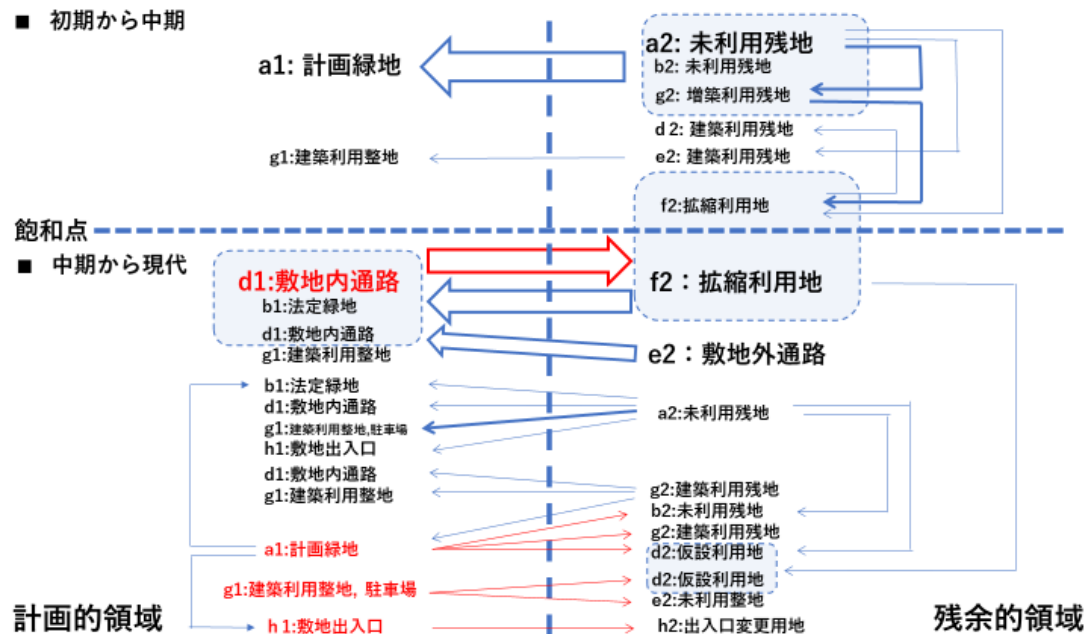 ■ 初期から中期
a1: 計画緑地
a2: 未利用残地
b2: 未利用残地
g2: 増築利用残地
d2: 建築利用残地
g1:建築利用整地
e2: 建築利用残地
f2:拡縮利用地
飽和点
■ 中期から現代
d1:敷地内通路
f2：拡縮利用地
b1:法定緑地
d1:敷地内通路
g1:建築利用整地
e2：敷地外通路
b1:法定緑地
d1:敷地内通路
a2:未利用残地
g1:建築利用整地,駐車場
h1:敷地出入口
d1:敷地内通路
g1:建築利用整地
g2:建築利用残地
b2:未利用残地
g2:建築利用残地
a1:計画緑地
d2:仮設利用地
d2:仮設利用地
g1:建築利用整地, 駐車場
e2:未利用整地
計画的領域
h1:敷地出入口
h2:出入口変更用地
残余的領域